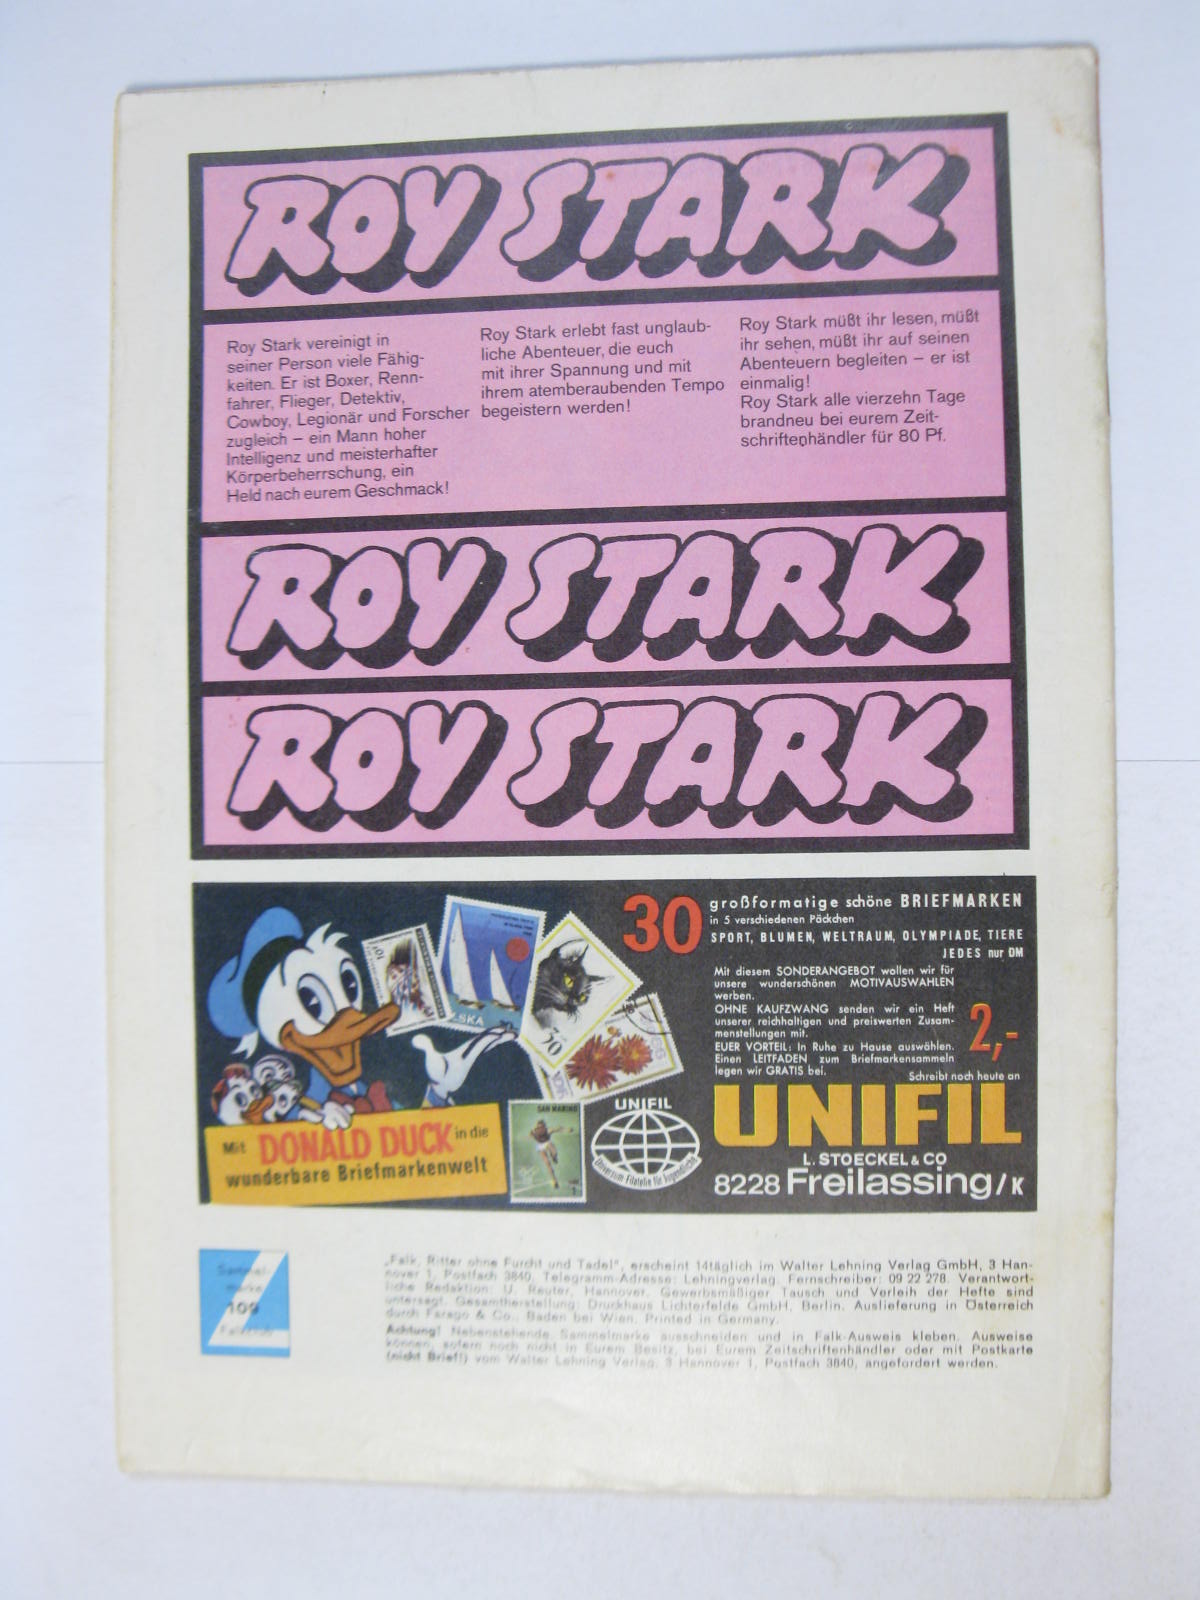 ROY STARK
Roy Stark vereinigt in
seiner Person viele Fähig-
keiten. Er ist Boxer, Renn-
fahrer, Flieger, Detektiv,
Cowboy, Legionär und Forscher
zugleich – ein Mann hoher
Intelligenz und meisterhafter
Körperbeherrschung, ein
Held nach eurem Geschmack!
Roy Stark erlebt fast unglaub-
liche Abenteuer, die euch
mit ihrer Spannung und mit
ihrem atemberaubenden Tempo
begeistern werden!
Roy Stark müßt ihr lesen, müßt
ihr sehen, müßt ihr auf seinen
Abenteuern begleiten – er ist
einmalig!
Roy Stark alle vierzehn Tage
brandneu bei eurem Zeit-
schriftenhändler für 80 Pf.
ROY STARK
ROY STARK
30 großformatige schöne BRIEFMARKEN
in 5 verschiedenen Päckchen
SPORT, BLUMEN, WELTRAUM, OLYMPIADE, TIERE
JEDES nur DM
2,-
Mit diesem SONDERANGEBOT wollen wir für
unsere wunderschönen MOTIVAUSWAHLEN
werben.
OHNE KAUFZWANG senden wir ein Heft
unserer reichhaltigen und preiswerten Zusam-
menstellungen mit.
EUER VORTEIL: In Ruhe zu Hause auswählen.
Einen LEITFADEN zum Briefmarkensammeln
legen wir GRATIS bei.
Schreibt noch heute an
UNIFIL
L. STOECKEL & CO
8228 Freilassing/K
Mit DONALD DUCK in die
wunderbare Briefmarkenwelt
LSKA
70
SAN MARINO
UNIFIL
Universum-Filatelie für Jugendliche
Sammel-
marke
109
Falkclub
„Falk, Ritter ohne Furcht und Tadel", erscheint 14täglich im Walter Lehning Verlag GmbH, 3 Han-
nover 1, Postfach 3840, Telegramm-Adresse: Lehningverlag. Fernschreiber: 09 22 278. Verantwort-
liche Redaktion: U. Reuter, Hannover. Gewerbsmäßiger Tausch und Verleih der Hefte sind
untersagt. Gesamtherstellung: Druckhaus Lichterfelde GmbH, Berlin. Auslieferung in Österreich
durch Farago & Co., Baden bei Wien. Printed in Germany.
Achtung! Nebenstehende Sammelmarke ausschneiden und in Falk-Ausweis kleben. Ausweise
können, sofern noch nicht in Eurem Besitz, bei Eurem Zeitschriftenhändler oder mit Postkarte
(nicht Brief!) vom Walter Lehning Verlag, 3 Hannover 1, Postfach 3840, angefordert werden.